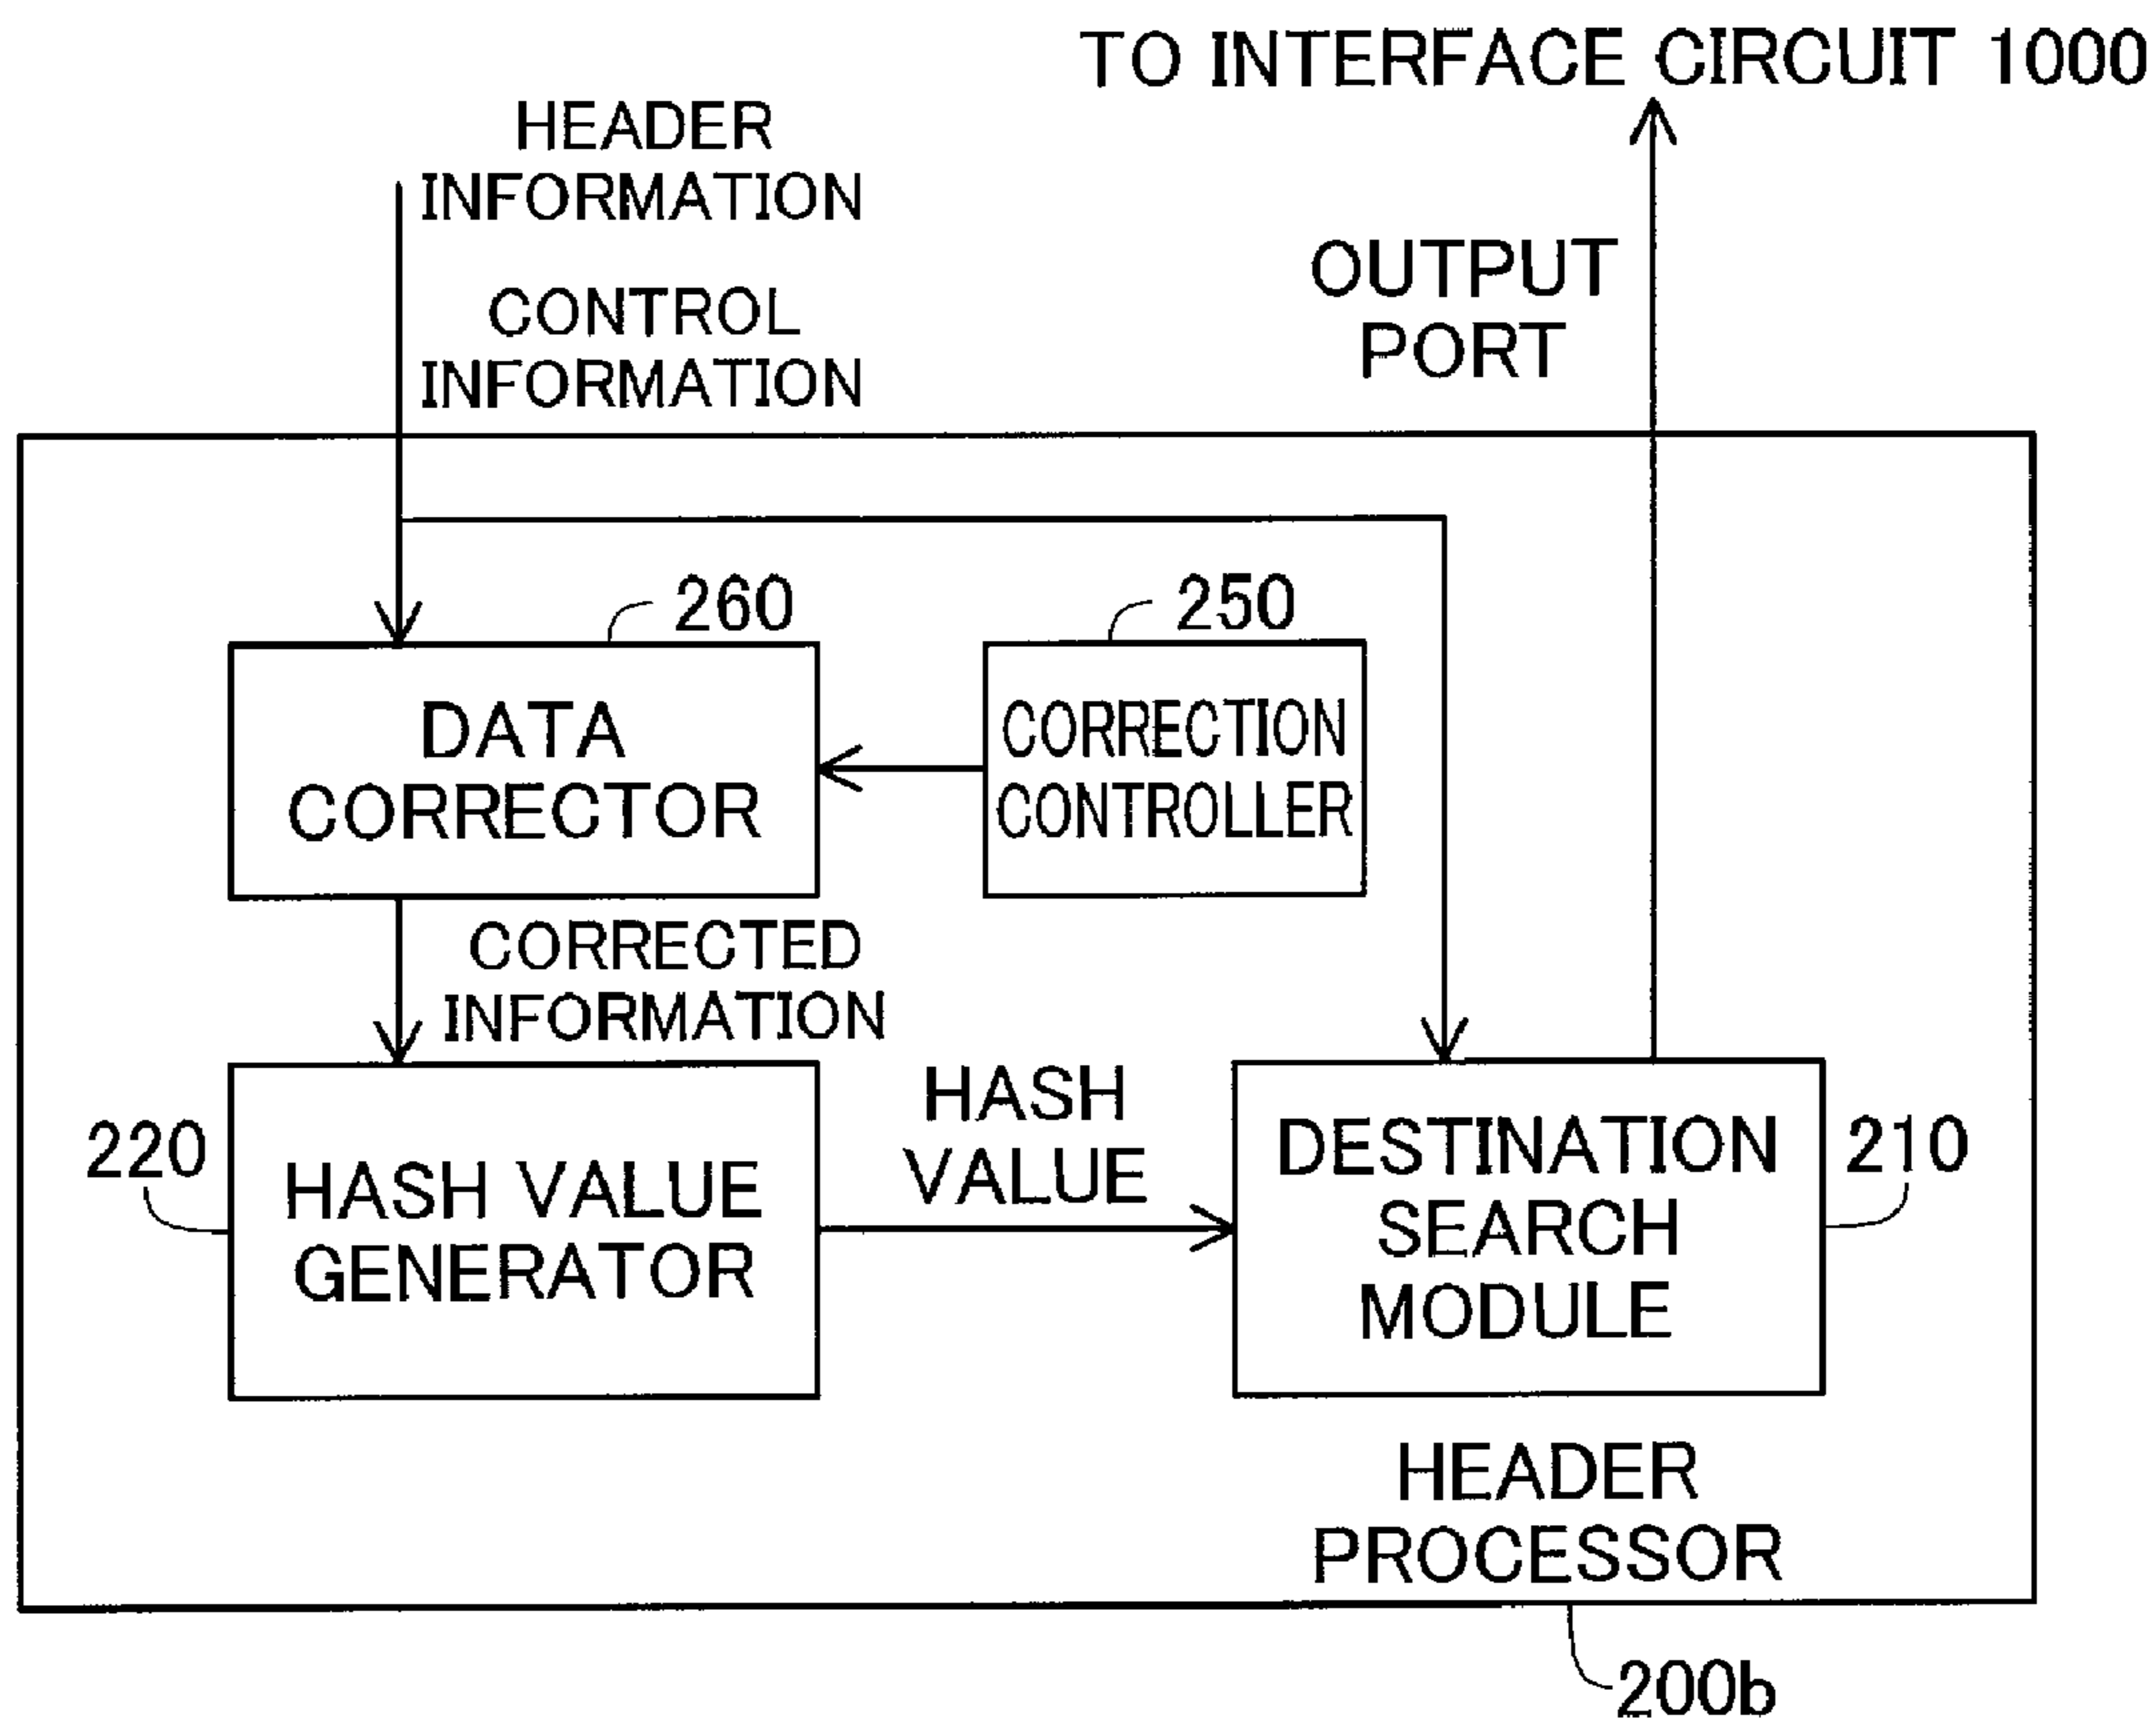 TO INTERFACE CIRCUIT 1000
HEADER
INFORMATION
CONTROL
INFORMATION
OUTPUT
PORT
260
250
DATA
CORRECTOR
CORRECTION
CONTROLLER
CORRECTED
INFORMATION
220
HASH VALUE
GENERATOR
HASH
VALUE
DESTINATION
SEARCH
MODULE
210
HEADER
PROCESSOR
200b